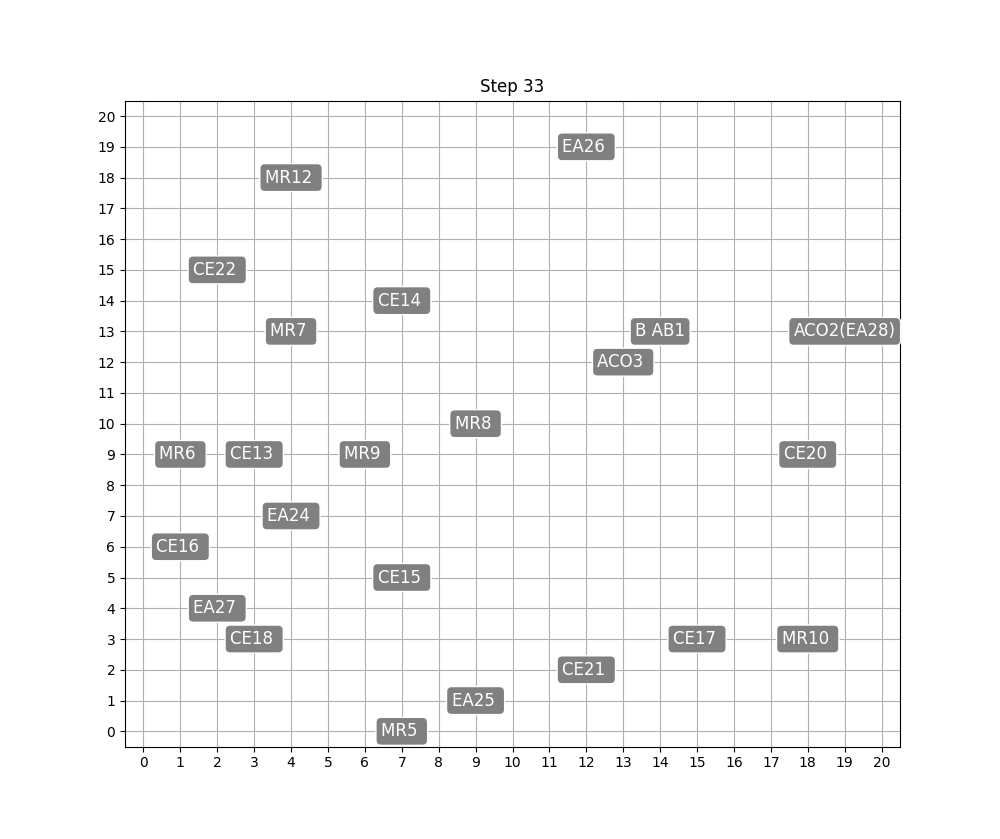 Step 33
20
19
EA26
18
MR12
17
16
15
CE22
14
CE14
13
MR7
B AB1
ACO2(EA28)
12
ACO3
11
10
MR8
9
MR6
CE13
MR9
CE20
8
7
EA24
6
CE16
5
CE15
4
EA27
3
CE18
CE17
MR10
2
CE21
1
EA25
0
MR5
0 1 2 3 4 5 6 7 8 9 10 11 12 13 14 15 16 17 18 19 20